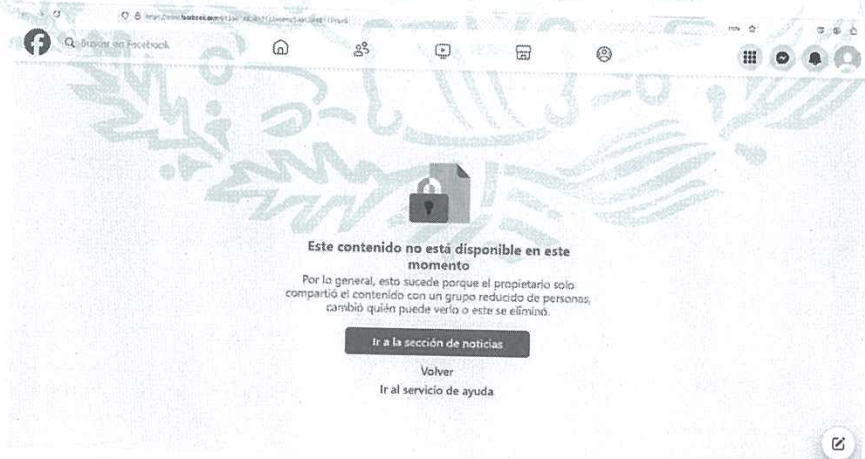 Buscar en Facebook
Este contenido no está disponible en este
momento
Por lo general, esto sucede porque el propietario solo
compartió el contenido con un grupo reducido de personas,
cambió quién puede verlo o este se eliminó.
Ir a la sección de noticias
Volver
Ir al servicio de ayuda